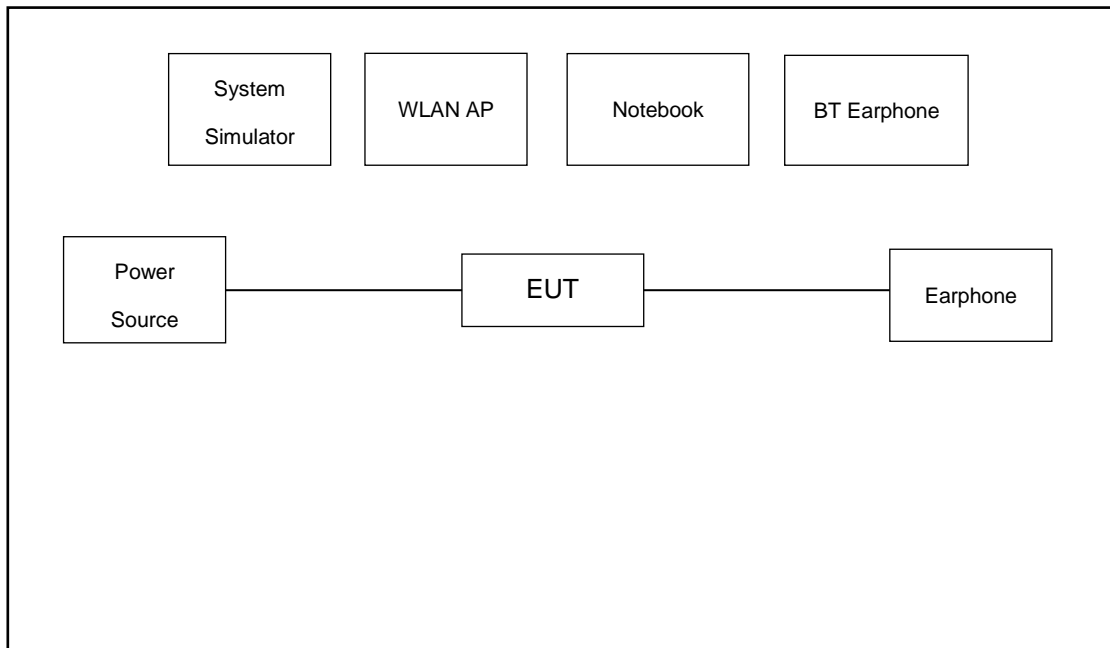 System
Simulator
WLAN AP
Notebook
BT Earphone
Power
Source
EUT
Earphone